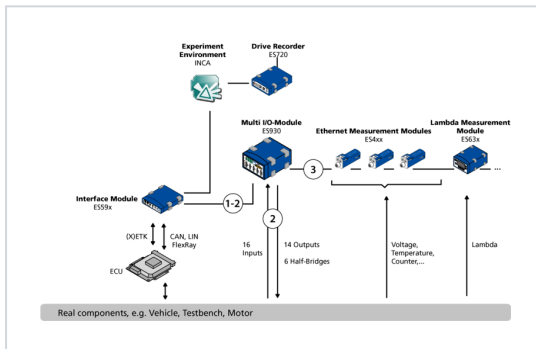 Experiment
Environment
INCA
Drive Recorder
ES720
Multi I/O-Module
ES930
Ethernet Measurement Modules
ES4xx
Lambda Measurement
Module
ES63x
3
...
Interface Module
ES59x
1-2
2
(X)ETK
CAN, LIN
FlexRay
16
Inputs
14 Outputs
6 Half-Bridges
Voltage,
Temperature,
Counter,...
Lambda
ECU
Real components, e.g. Vehicle, Testbench, Motor